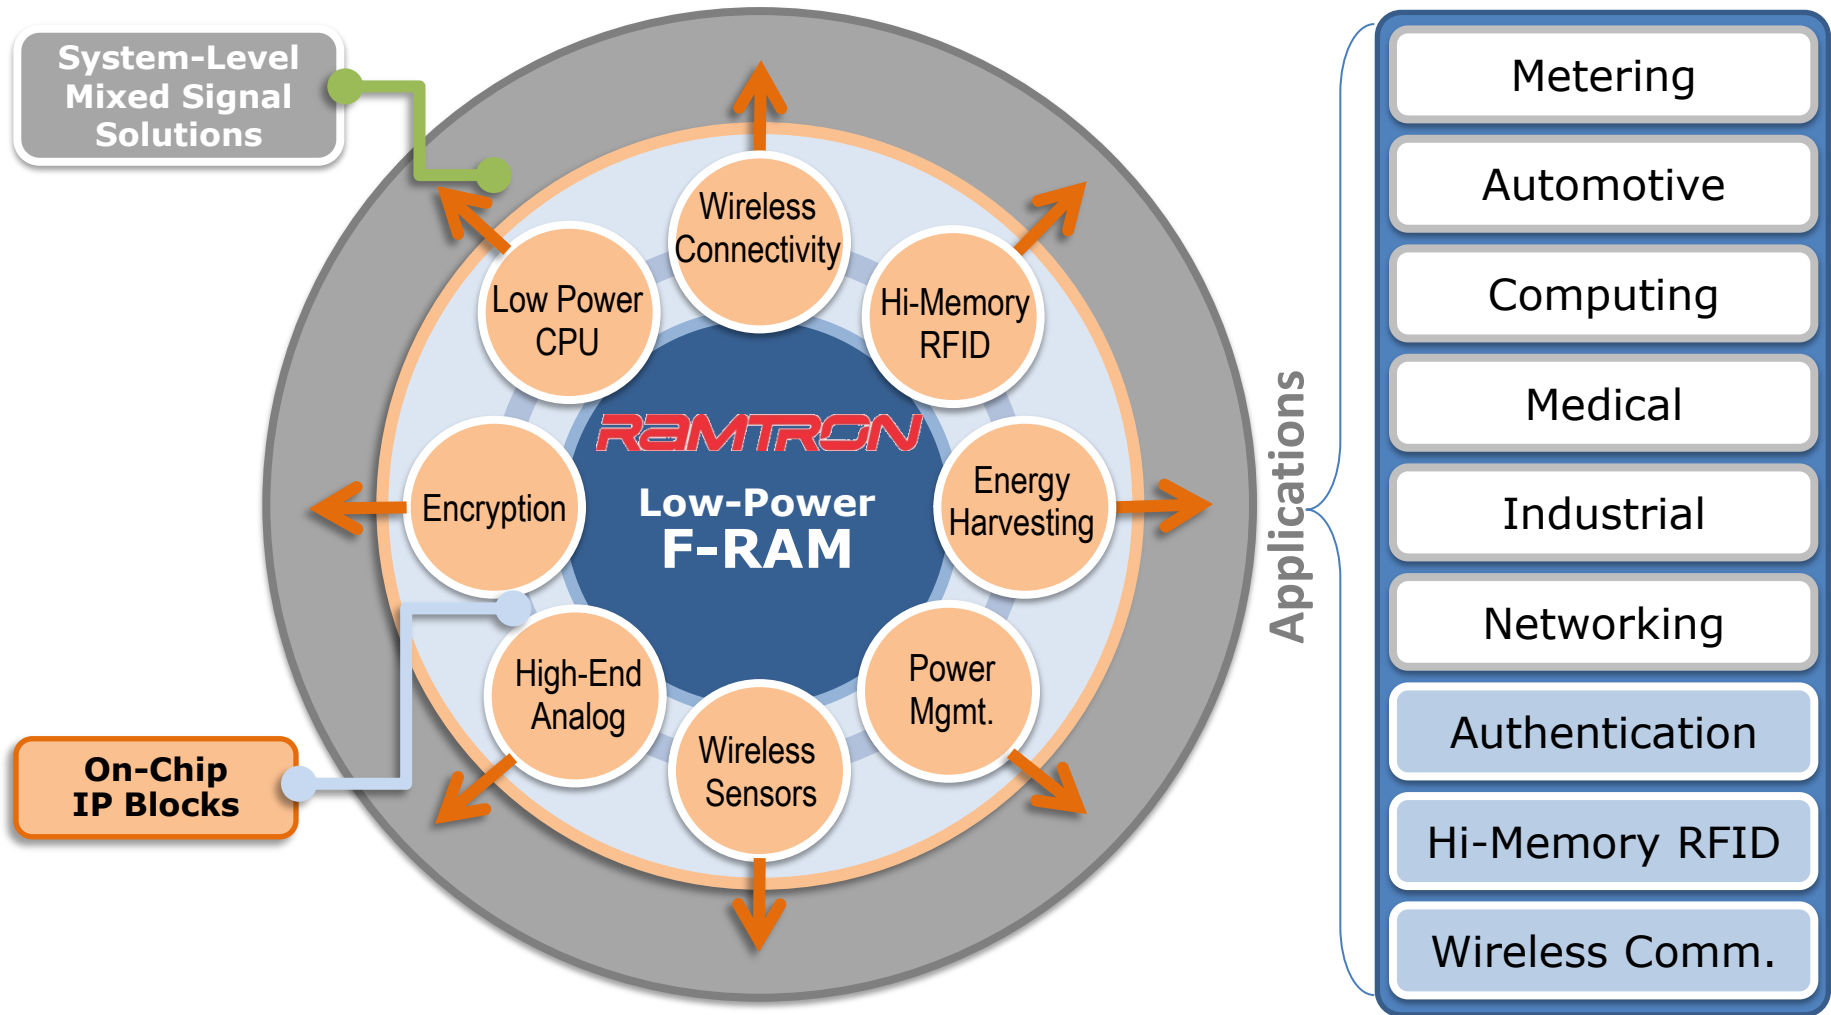 System-Level
Mixed Signal
Solutions
Wireless
Connectivity
Hi-Memory
RFID
Low Power
CPU
Energy
Harvesting
Encryption
RAMTRON
Low-Power
F-RAM
Power
Mgmt.
High-End
Analog
Wireless
Sensors
On-Chip
IP Blocks
Applications
Metering
Automotive
Computing
Medical
Industrial
Networking
Authentication
Hi-Memory RFID
Wireless Comm.